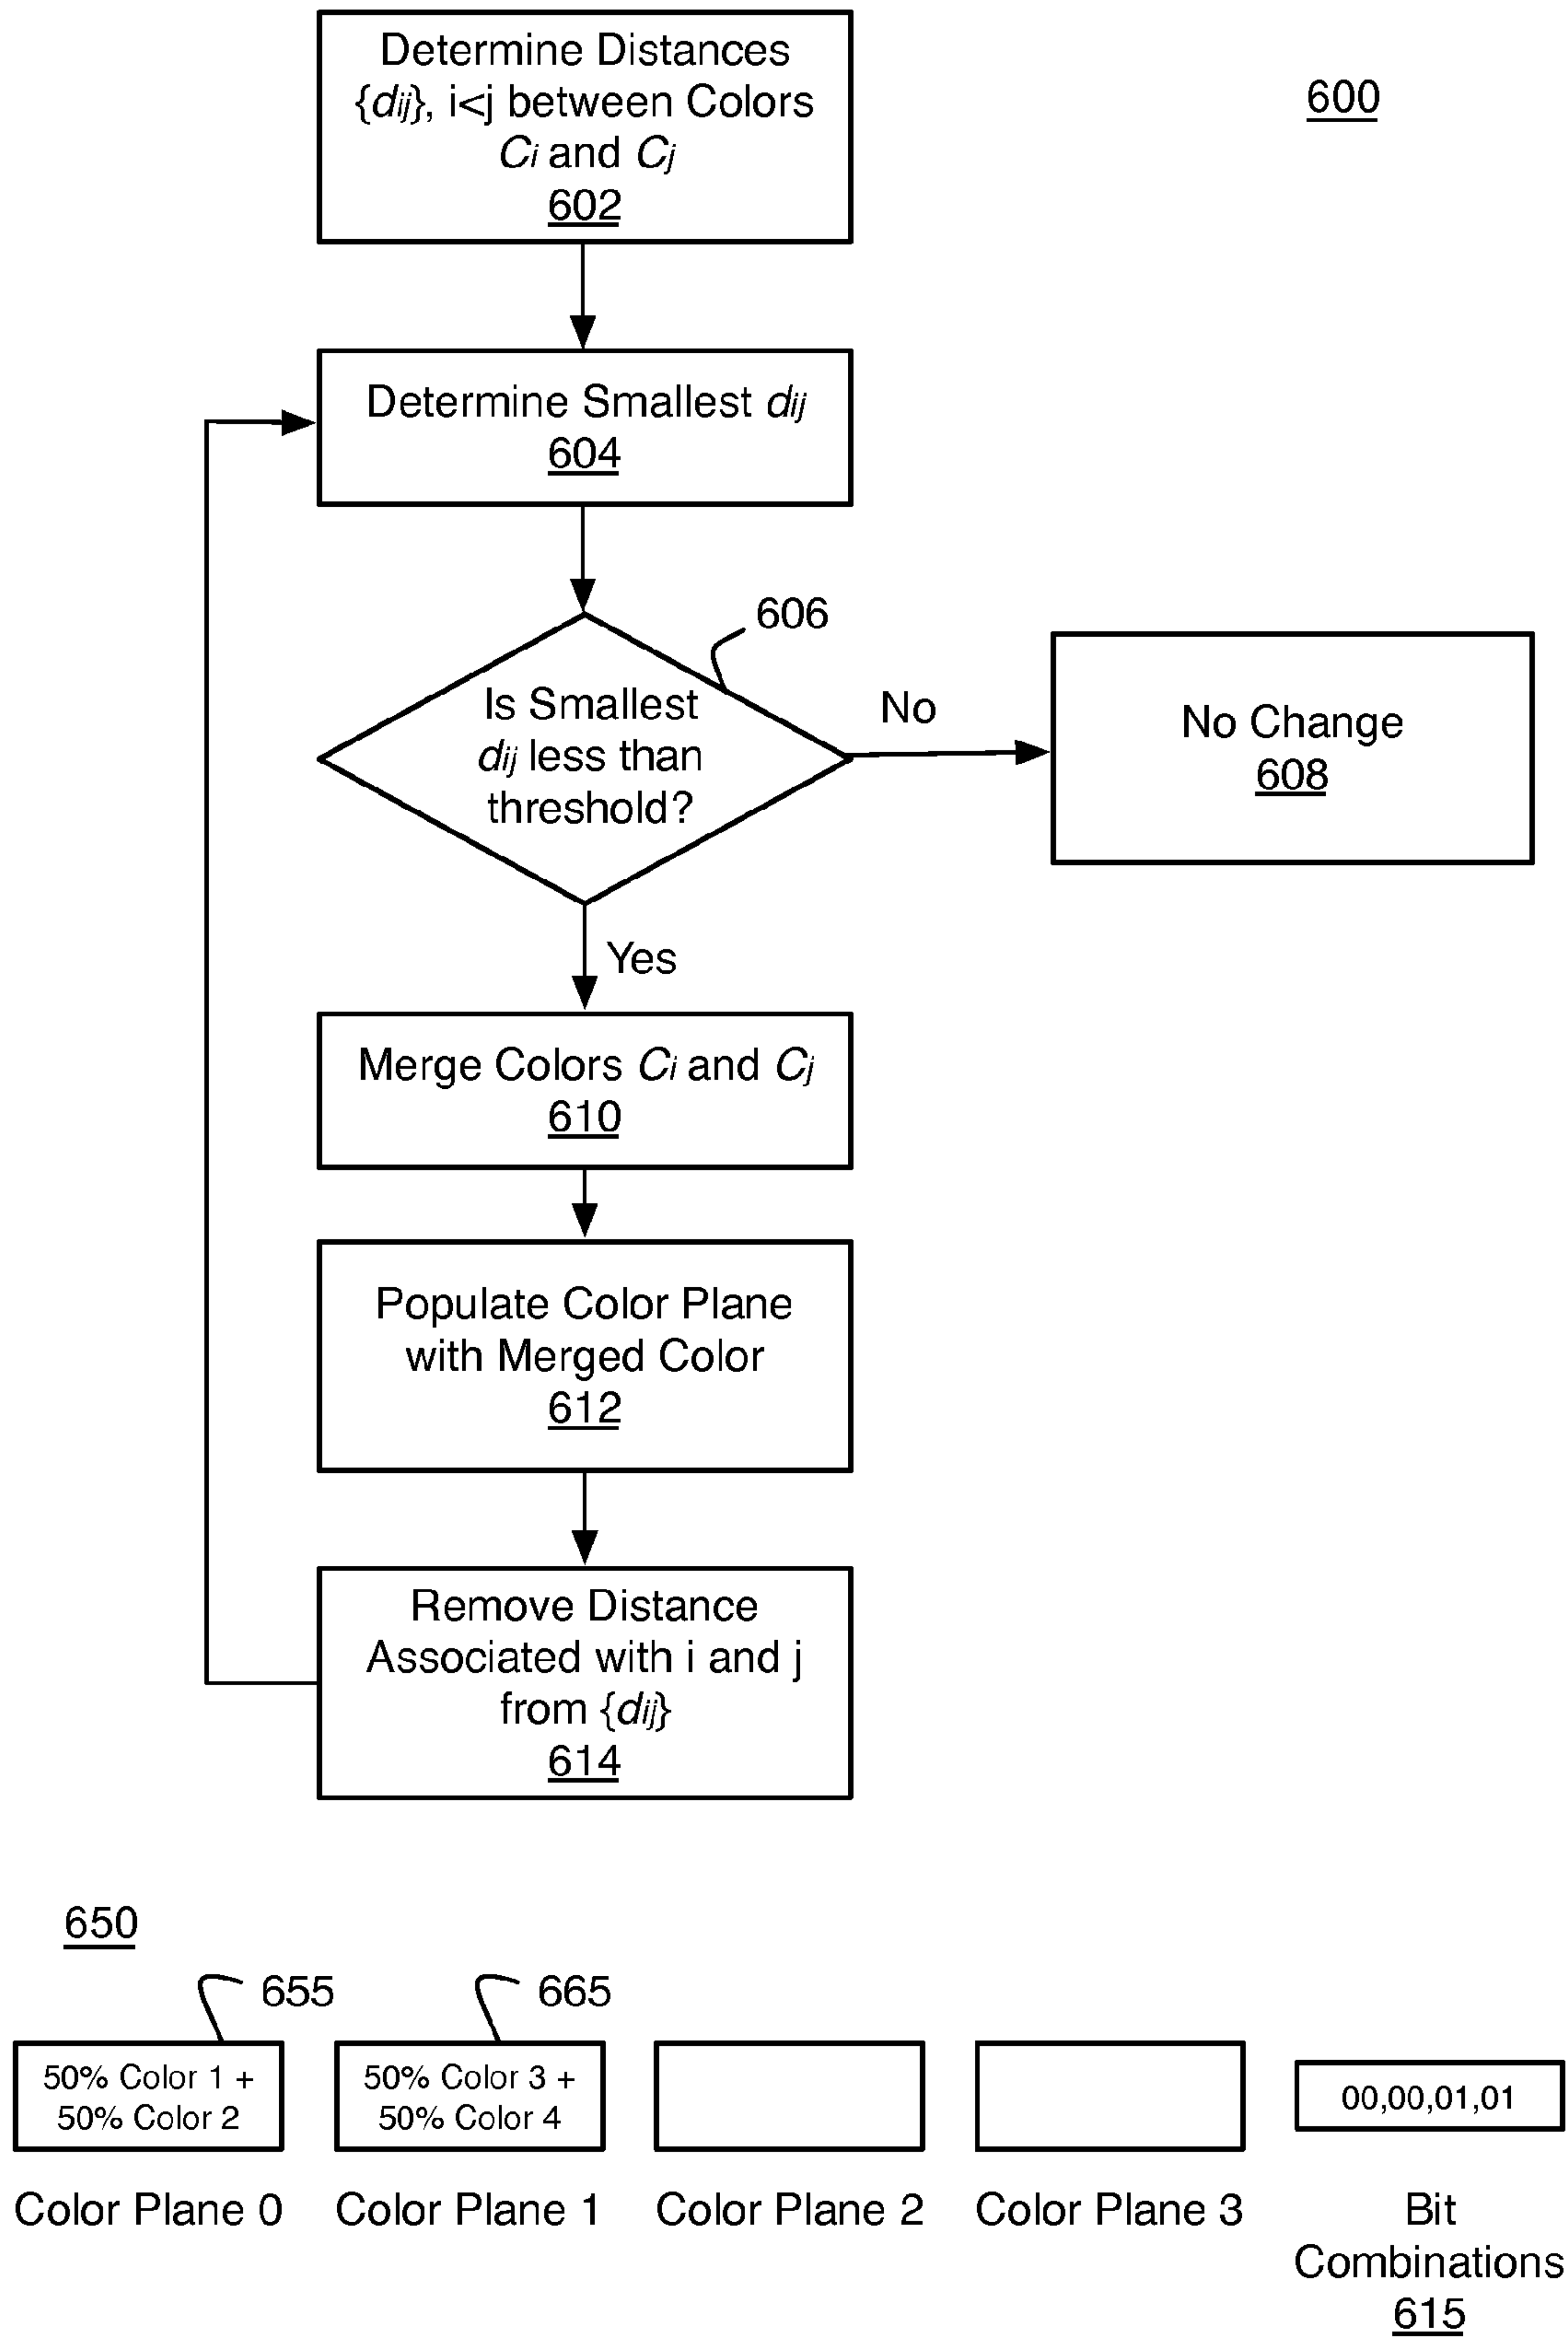 Determine Distances
{dij}, i<j between Colors
Ci and Cj
602
600
Determine Smallest dij
604
606
Is Smallest
dij less than
threshold?
No
No Change
608
Yes
Merge Colors Ci and Cj
610
Populate Color Plane
with Merged Color
612
Remove Distance
Associated with i and j
from {dij}
614
650
655
665
50% Color 1 +
50% Color 2
50% Color 3 +
50% Color 4
00,00,01,01
Color Plane 0
Color Plane 1
Color Plane 2
Color Plane 3
Bit
Combinations
615